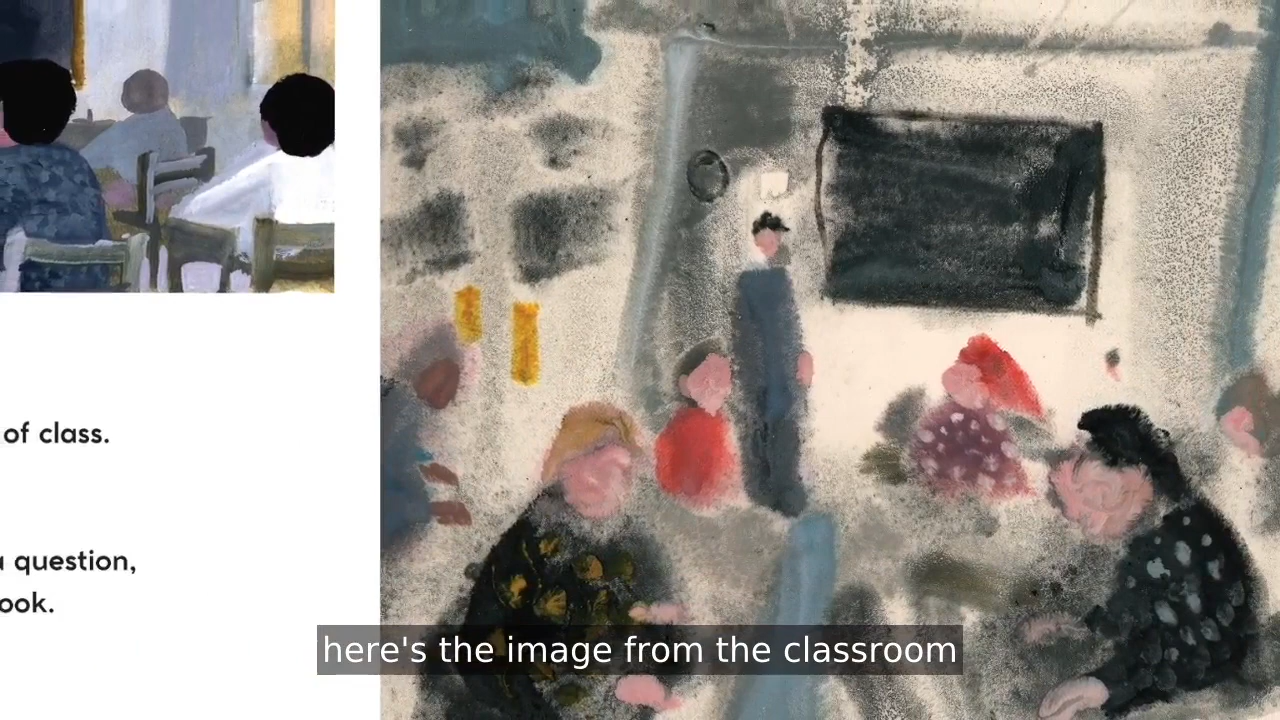 of class.
a question,
ook.
here's the image from the classroom